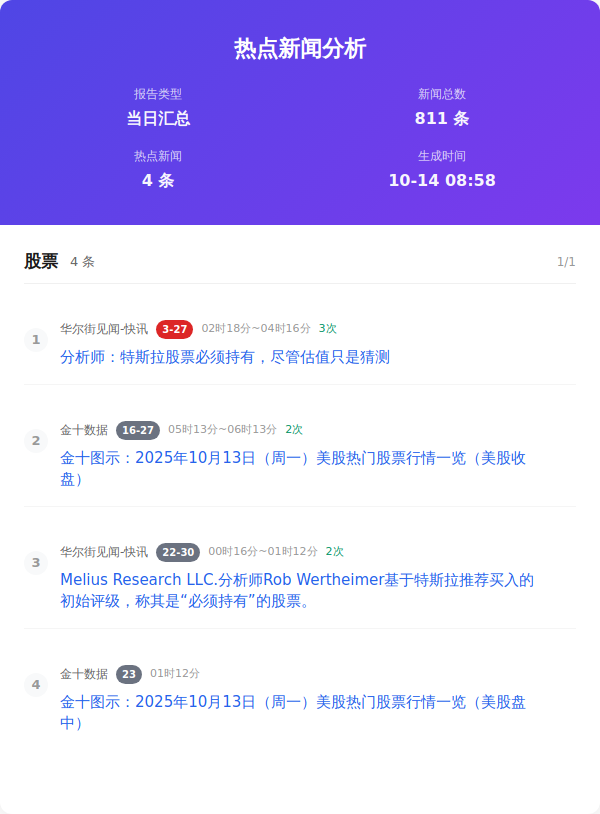 热点新闻分析
报告类型
新闻总数
当日汇总
811 条
热点新闻
生成时间
4 条
10-14 08:58
股票 4 条 1/1
1 华尔街见闻-快讯 3-27 02时18分~04时16分 3次
分析师：特斯拉股票必须持有，尽管估值只是猜测
2 金十数据 16-27 05时13分~06时13分 2次
金十图示：2025年10月13日（周一）美股热门股票行情一览（美股收
盘）
3 华尔街见闻-快讯 22-30 00时16分~01时12分 2次
Melius Research LLC.分析师Rob Wertheimer基于特斯拉推荐买入的
初始评级，称其是“必须持有”的股票。
4 金十数据 23 01时12分
金十图示：2025年10月13日（周一）美股热门股票行情一览（美股盘
中）